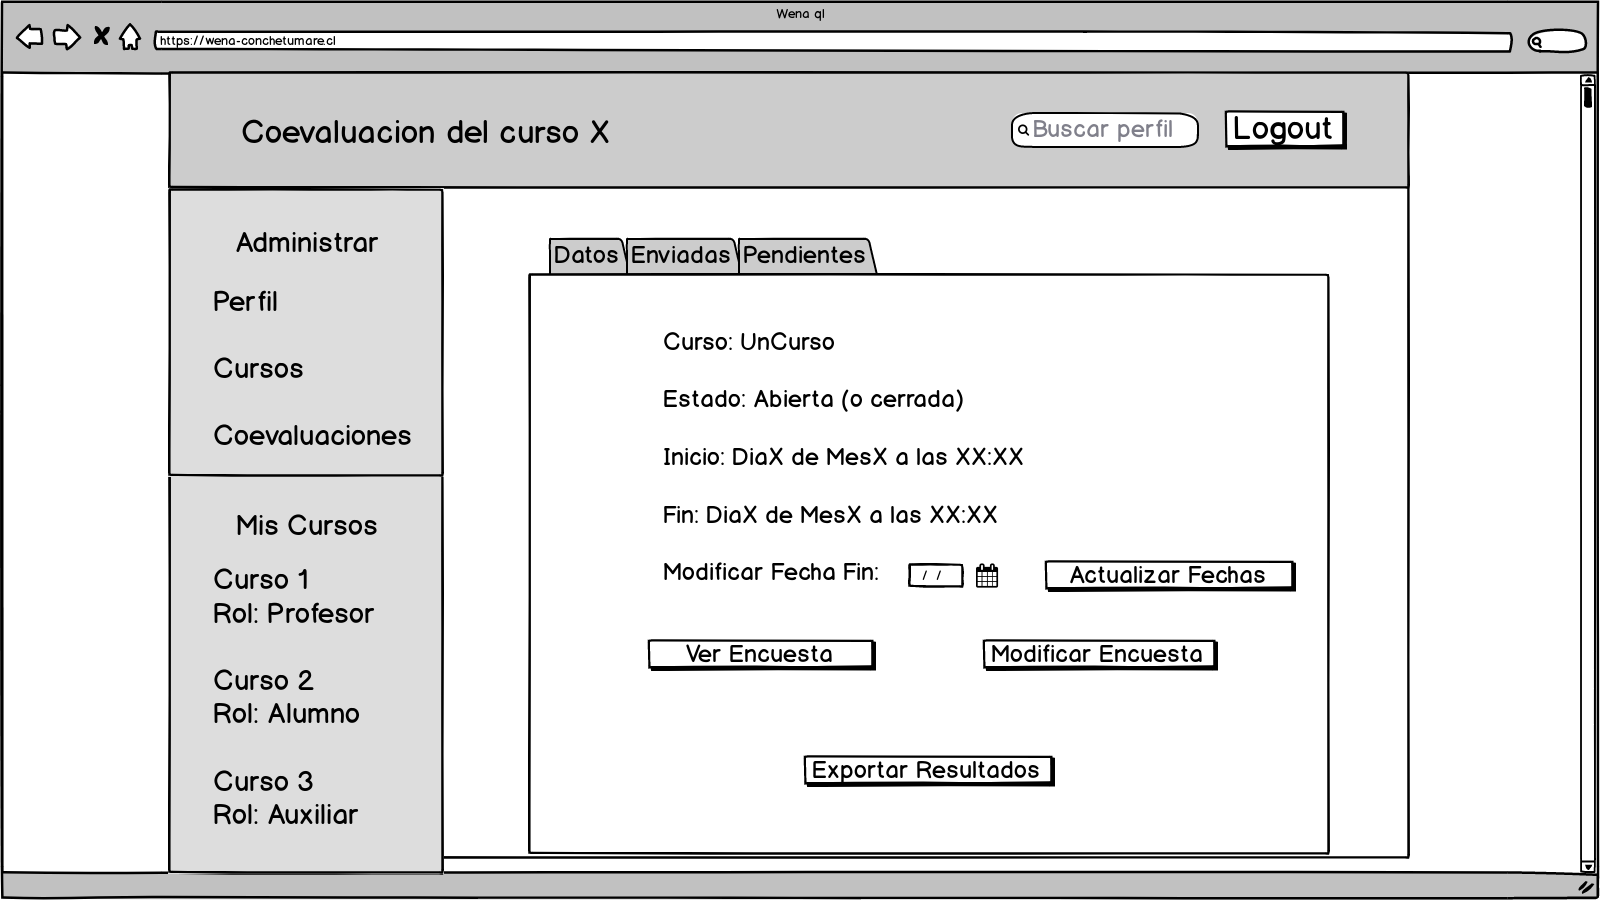 Wena ql
https://wena-conchetumare.cl
Coevaluacion del curso X
Buscar perfil
Logout
Administrar
Perfil
Cursos
Coevaluaciones
Mis Cursos
Curso 1
Rol: Profesor
Curso 2
Rol: Alumno
Curso 3
Rol: Auxiliar
Datos
Enviadas
Pendientes
Curso: UnCurso
Estado: Abierta (o cerrada)
Inicio: DiaX de MesX a las XX:XX
Fin: DiaX de MesX a las XX:XX
Modificar Fecha Fin:
/ /
Actualizar Fechas
Ver Encuesta
Modificar Encuesta
Exportar Resultados